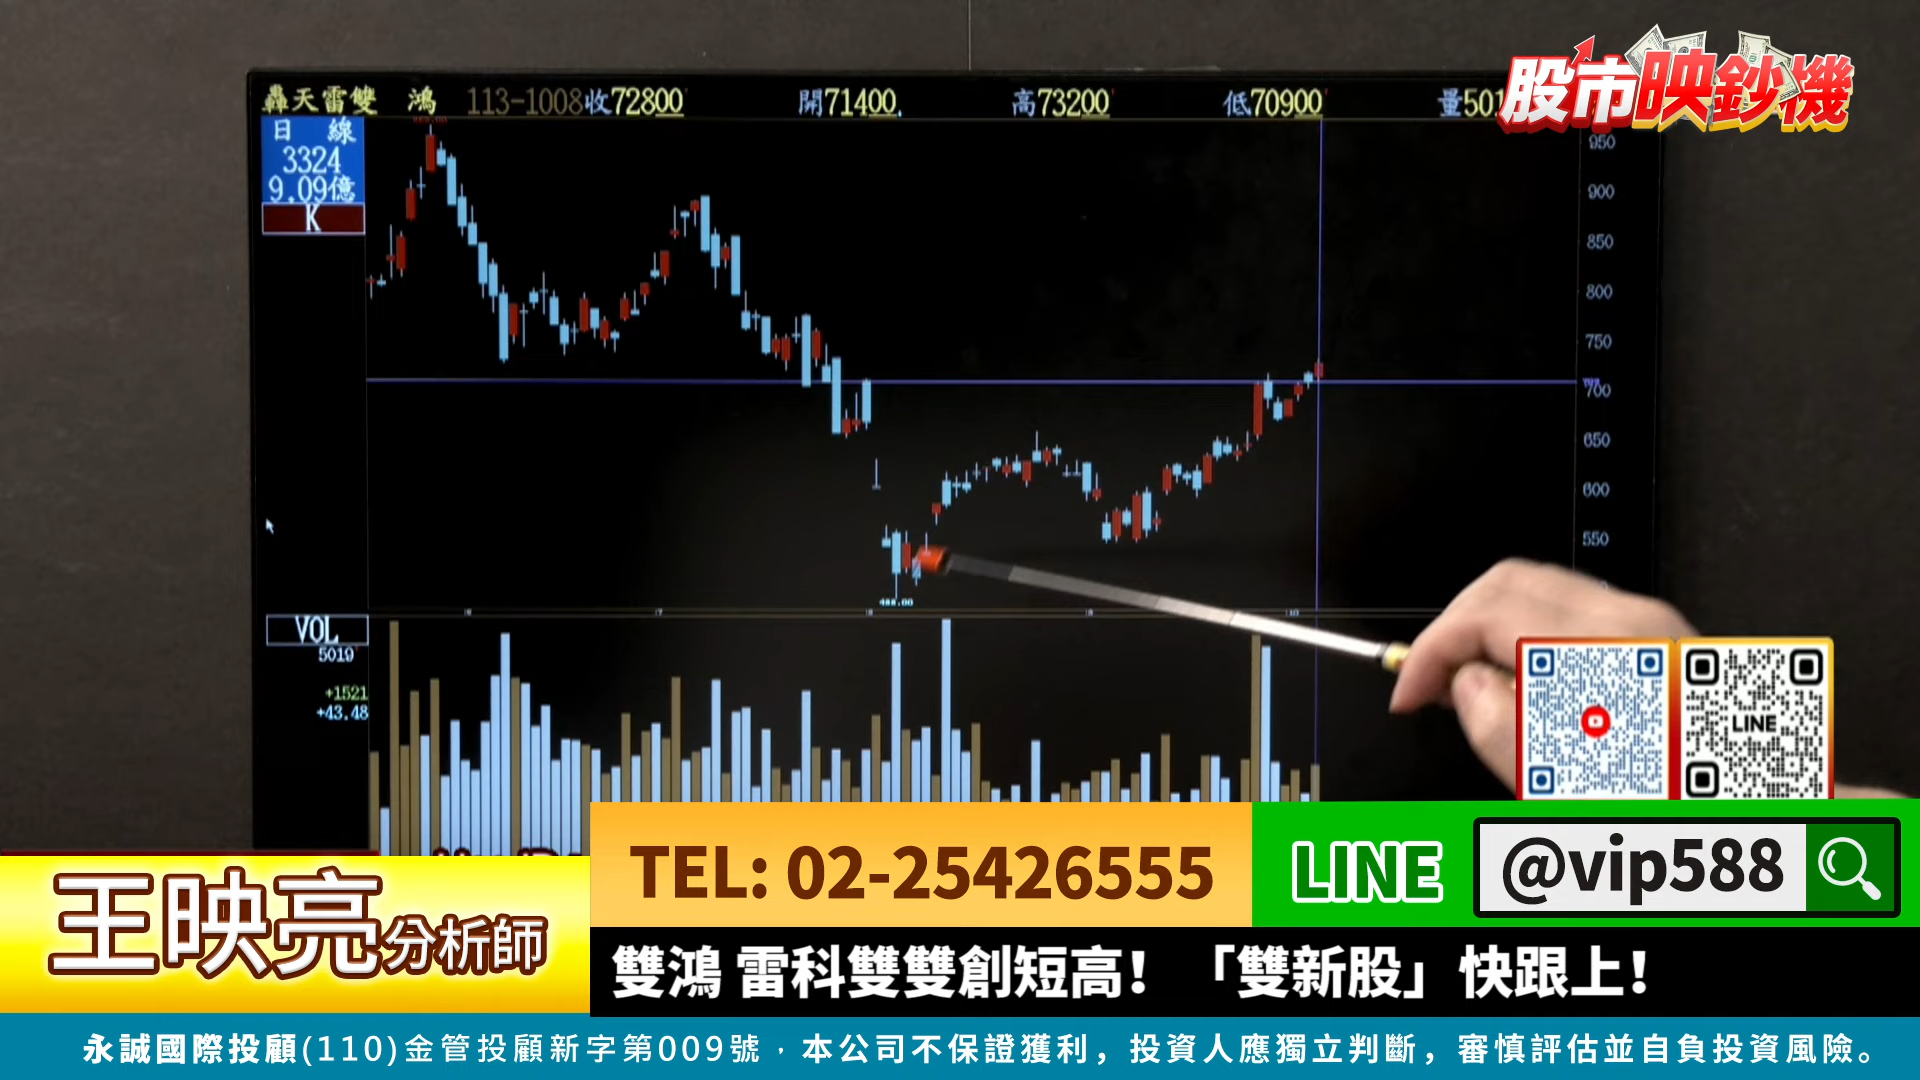 股市映鈔機
轟天雷雙 鴻 113-1008收72800 開71400 高73200 低70900 量501
日 線
3324
9.09億
K
950
900
850
800
750
700
650
600
550
488.00
VOL
5019
+1521
+43.48
LINE
王映亮分析師
TEL: 02-25426555
LINE @vip588
雙鴻 雷科雙雙創短高! 「雙新股」快跟上!
永誠國際投顧(110)金管投顧新字第009號，本公司不保證獲利，投資人應獨立判斷，審慎評估並自負投資風險。